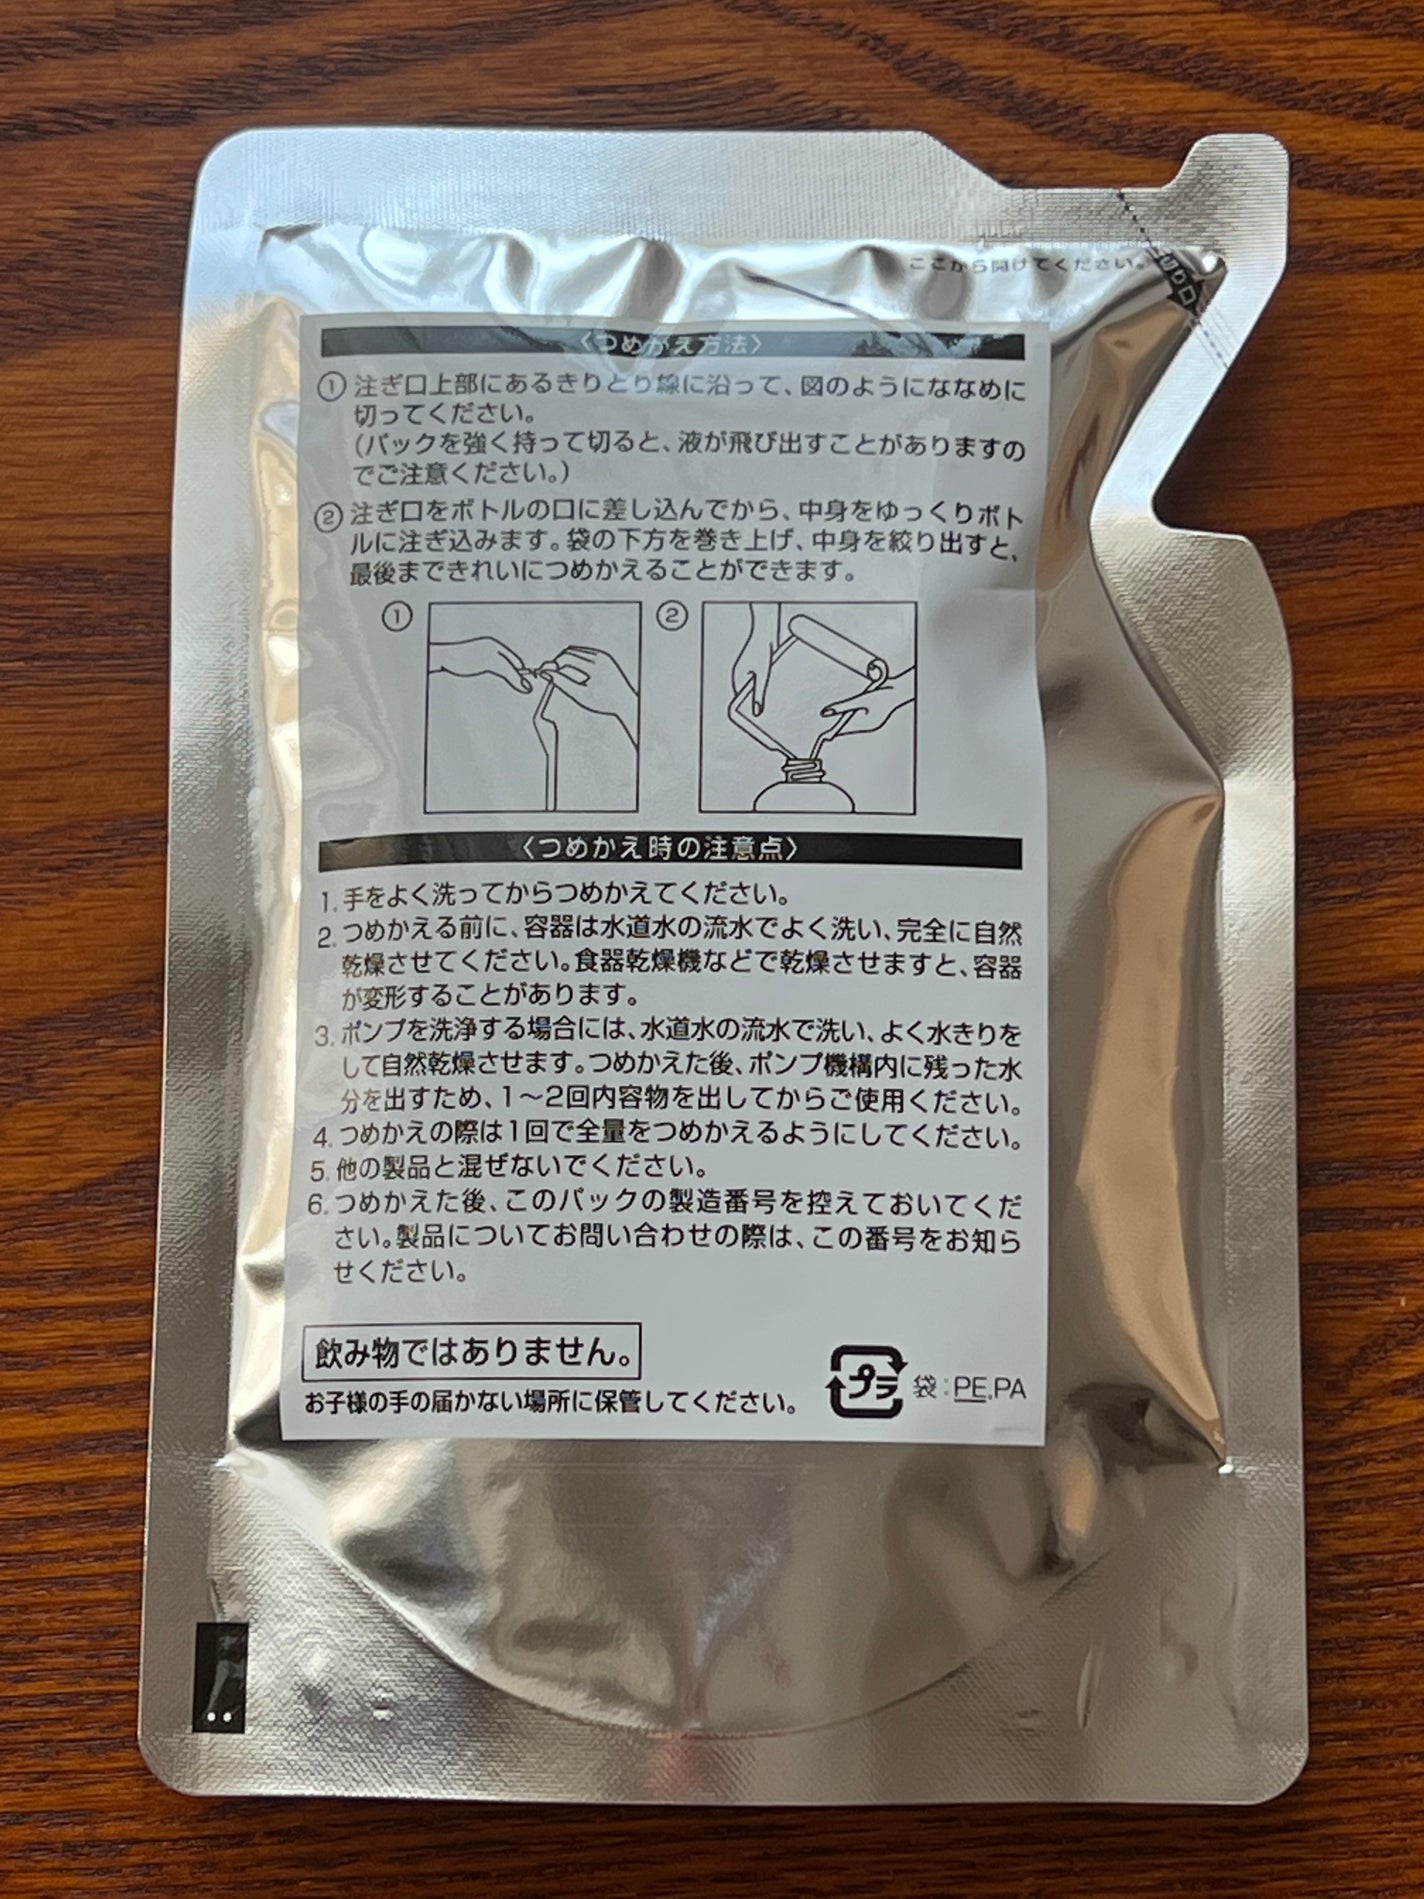 ここから開けてください。
切り口
〈つめかえ方法〉
① 注ぎ口上部にあるきりとり線に沿って、図のようにななめに
切ってください。
(パックを強く持って切ると、液が飛び出すことがありますの
でご注意ください。)
② 注ぎ口をボトルの口に差し込んでから、中身をゆっくりボト
ルに注ぎ込みます。袋の下方を巻き上げ、中身を絞り出すと、
最後まできれいにつめかえることができます。
① ②
〈つめかえ時の注意点〉
1. 手をよく洗ってからつめかえてください。
2. つめかえる前に、容器は水道水の流水でよく洗い、完全に自然
乾燥させてください。食器乾燥機などで乾燥させますと、容器
が変形することがあります。
3. ポンプを洗浄する場合には、水道水の流水で洗い、よく水きりを
して自然乾燥させます。つめかえた後、ポンプ機構内に残った水
分を出すため、1〜2回内容物を出してからご使用ください。
4. つめかえの際は1回で全量をつめかえるようにしてください。
5. 他の製品と混ぜないでください。
6. つめかえた後、このパックの製造番号を控えておいてくだ
さい。製品についてお問い合わせの際は、この番号をお知ら
せください。
飲み物ではありません。
お子様の手の届かない場所に保管してください。
プラ 袋:PE,PA